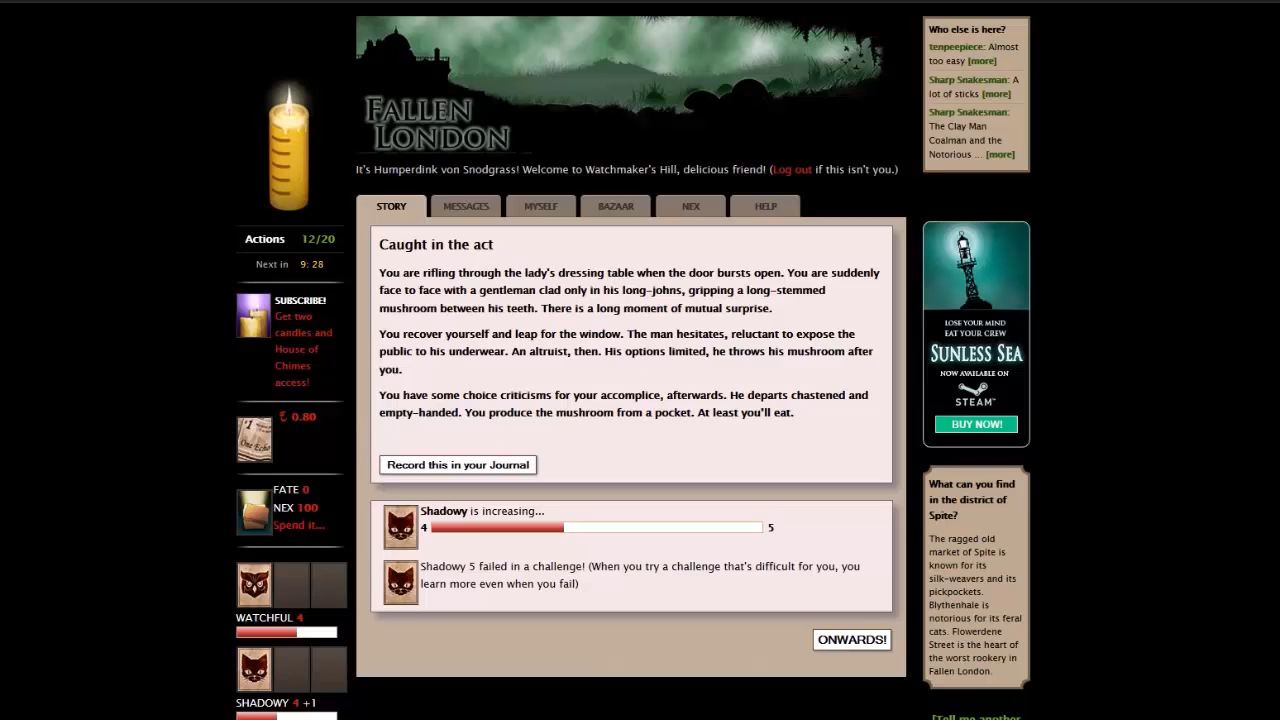 FALLEN
LONDON
It's Humperdink von Snodgrass! Welcome to Watchmaker's Hill, delicious friend! (Log out if this isn't you.)
Actions 12/20
Next in 9: 28
SUBSCRIBE!
Get two
candles and
House of
Chimes
access!
£ 0.80
#1
One Echo
FATE 0
NEX 100
Spend it...
WATCHFUL 4
SHADOWY 4 +1
STORY
MESSAGES
MYSELF
BAZAAR
NEX
HELP
Caught in the act
You are rifling through the lady's dressing table when the door bursts open. You are suddenly
face to face with a gentleman clad only in his long-johns, gripping a long-stemmed
mushroom between his teeth. There is a long moment of mutual surprise.
You recover yourself and leap for the window. The man hesitates, reluctant to expose the
public to his underwear. An altruist, then. His options limited, he throws his mushroom after
you.
You have some choice criticisms for your accomplice, afterwards. He departs chastened and
empty-handed. You produce the mushroom from a pocket. At least you'll eat.
Record this in your Journal
Shadowy is increasing...
4 5
Shadowy 5 failed in a challenge! (When you try a challenge that's difficult for you, you
learn more even when you fail)
ONWARDS!
Who else is here?
tenpeepiece: Almost
too easy [more]
Sharp Snakesman: A
lot of sticks [more]
Sharp Snakesman:
The Clay Man
Coalman and the
Notorious ... [more]
LOSE YOUR MIND
EAT YOUR CREW
SUNLESS SEA
NOW AVAILABLE ON
STEAM™
BUY NOW!
What can you find
in the district of
Spite?
The ragged old
market of Spite is
known for its
silk-weavers and its
pickpockets.
Blythenhale is
notorious for its feral
cats. Flowerdene
Street is the heart of
the worst rookery in
Fallen London.
[Tell me another